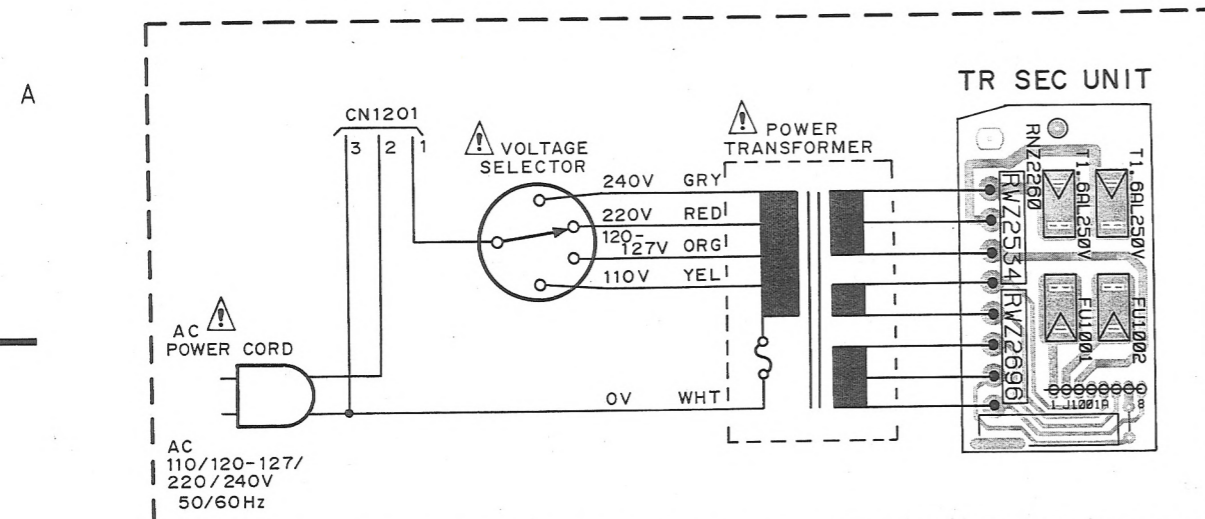 A
TR SEC UNIT
CN1201
3 2 1
VOLTAGE
SELECTOR
POWER
TRANSFORMER
240V GRY
220V RED
120-
127V ORG
110V YEL
0V WHT
AC
POWER CORD
AC
110/120-127/
220/240V
50/60Hz
RNZ2260
RWZ2534
RWZ2696
T1.6AL250V
T1.6AL250V
FU1001
FU1002
1 J1001A 8